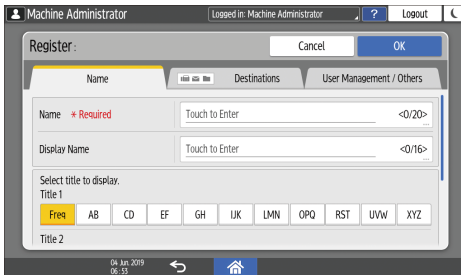 Machine Administrator Logged in: Machine Administrator ? Logout
Register : Cancel OK
Name Destinations User Management / Others
Name * Required Touch to Enter <0/20>
...
Display Name Touch to Enter <0/16>
...
Select title to display.
Title 1
Freq AB CD EF GH IJK LMN OPQ RST UVW XYZ
Title 2
04 Jun. 2019
06 : 53